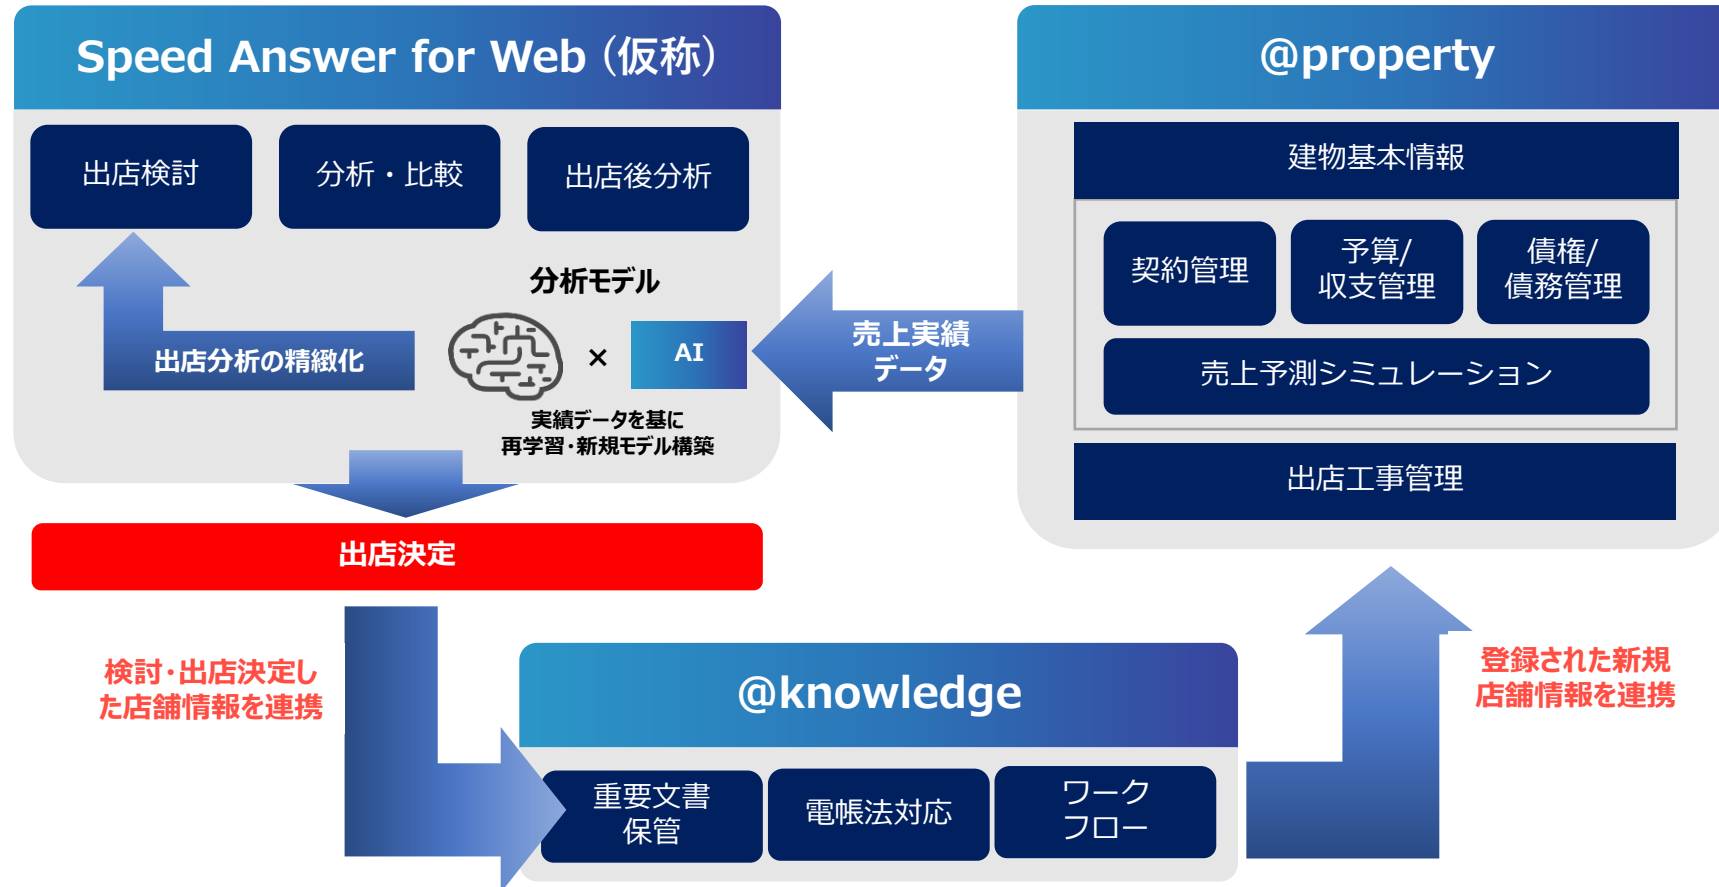 Speed Answer for Web（仮称）
出店検討
分析・比較
出店後分析
分析モデル
出店分析の精緻化
×
AI
実績データを基に
再学習・新規モデル構築
売上実績
データ
@property
建物基本情報
契約管理
予算/
収支管理
債権/
債務管理
売上予測シミュレーション
出店工事管理
出店決定
検討・出店決定し
た店舗情報を連携
@knowledge
重要文書
保管
電帳法対応
ワーク
フロー
登録された新規
店舗情報を連携